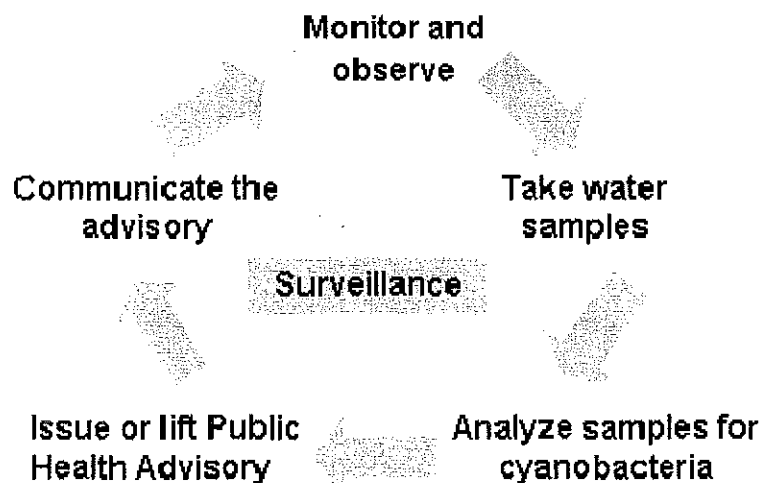 Monitor and
observe
Take water
samples
Analyze samples for
cyanobacteria
Issue or lift Public
Health Advisory
Communicate the
advisory
Surveillance